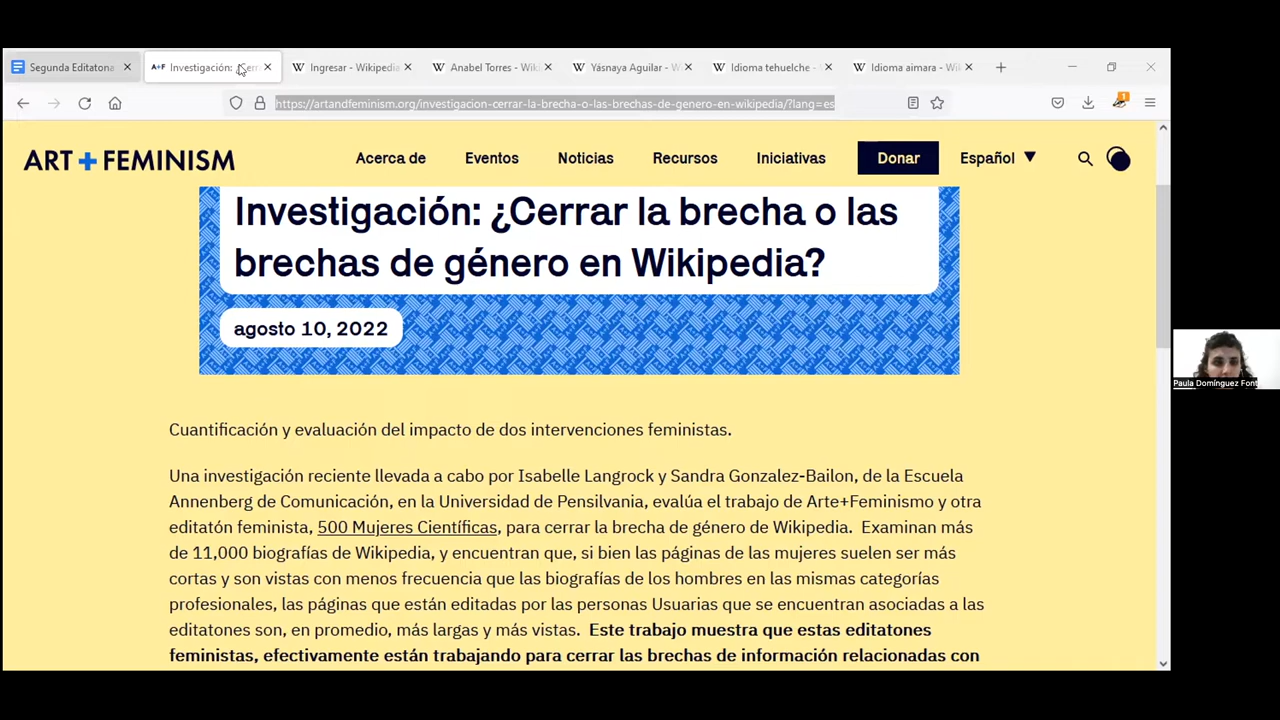 Segunda Editatona
A+F Investigación: ¿Cerr
Ingresar - Wikipedia
Anabel Torres - Wiki
Yásnaya Aguilar - W
Idioma tehuelche -
Idioma aimara - Wiki
https://artandfeminism.org/investigacion-cerrar-la-brecha-o-las-brechas-de-genero-en-wikipedia/?lang=es
1
ART + FEMINISM
Acerca de
Eventos
Noticias
Recursos
Iniciativas
Donar
Español
Investigación: ¿Cerrar la brecha o las
brechas de género en Wikipedia?
agosto 10, 2022
Paula Domínguez Font
Cuantificación y evaluación del impacto de dos intervenciones feministas.
Una investigación reciente llevada a cabo por Isabelle Langrock y Sandra Gonzalez-Bailon, de la Escuela
Annenberg de Comunicación, en la Universidad de Pensilvania, evalúa el trabajo de Arte+Feminismo y otra
editatón feminista, 500 Mujeres Científicas, para cerrar la brecha de género de Wikipedia. Examinan más
de 11,000 biografías de Wikipedia, y encuentran que, si bien las páginas de las mujeres suelen ser más
cortas y son vistas con menos frecuencia que las biografías de los hombres en las mismas categorías
profesionales, las páginas que están editadas por las personas Usuarias que se encuentran asociadas a las
editatones son, en promedio, más largas y más vistas. Este trabajo muestra que estas editatones
feministas, efectivamente están trabajando para cerrar las brechas de información relacionadas con